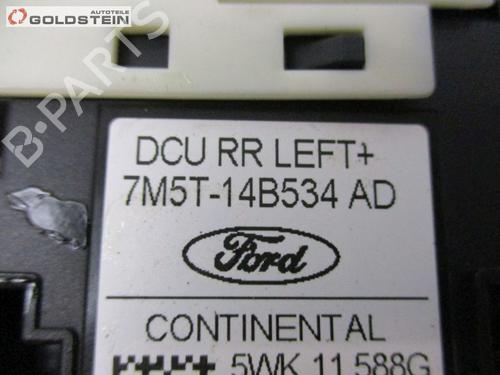 AUTOTEILE
GOLDSTEIN
B-PARTS
DCU RR LEFT+
7M5T-14B534 AD
Ford
CONTINENTAL
5WK 11 588G